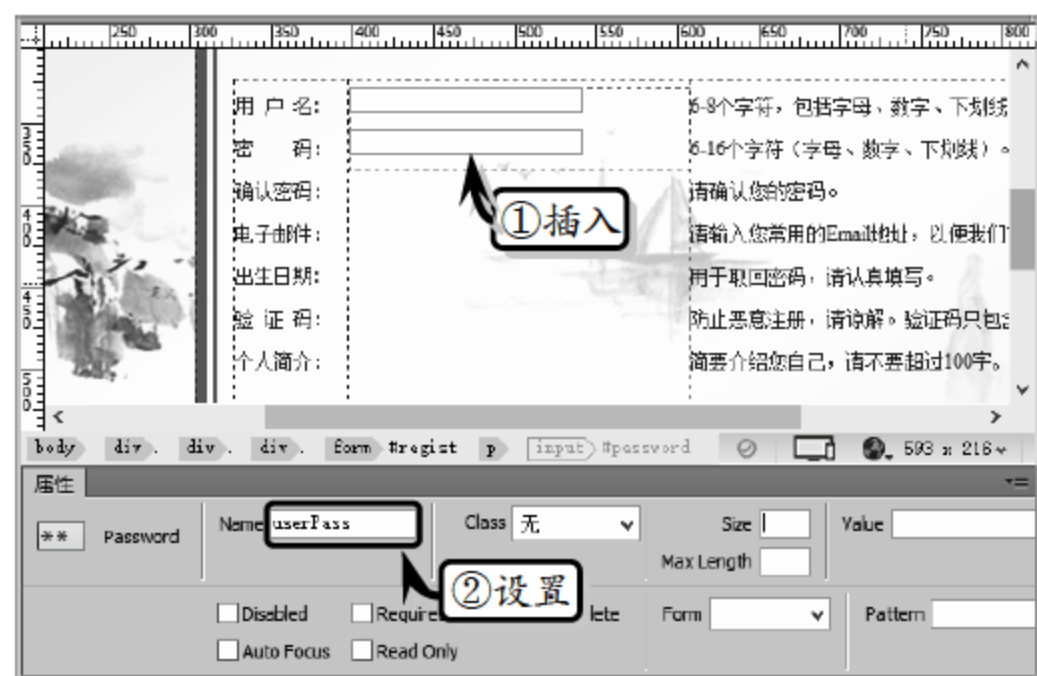 250 300 350 400 450 500 550 600 650 700 750 800
用 户 名: 6-8个字符，包括字母、数字、下划线
密 码: 6-16个字符（字母、数字、下划线）。
确认密码: 请确认您的密码。
①插入
电子邮件: 请输入您常用的Email地址，以便我们
出生日期: 用于取回密码，请认真填写。
验 证 码: 防止恶意注册，请谅解。验证码只包
个人简介: 简要介绍您自己，请不要超过100字。
350
400
450
500
body div. div. div. form #regist p input #password 593 x 216
属性
** Password Name userPass Class 无 Size Value
Max Length
②设置
Disabled Require lete Form Pattern
Auto Focus Read Only